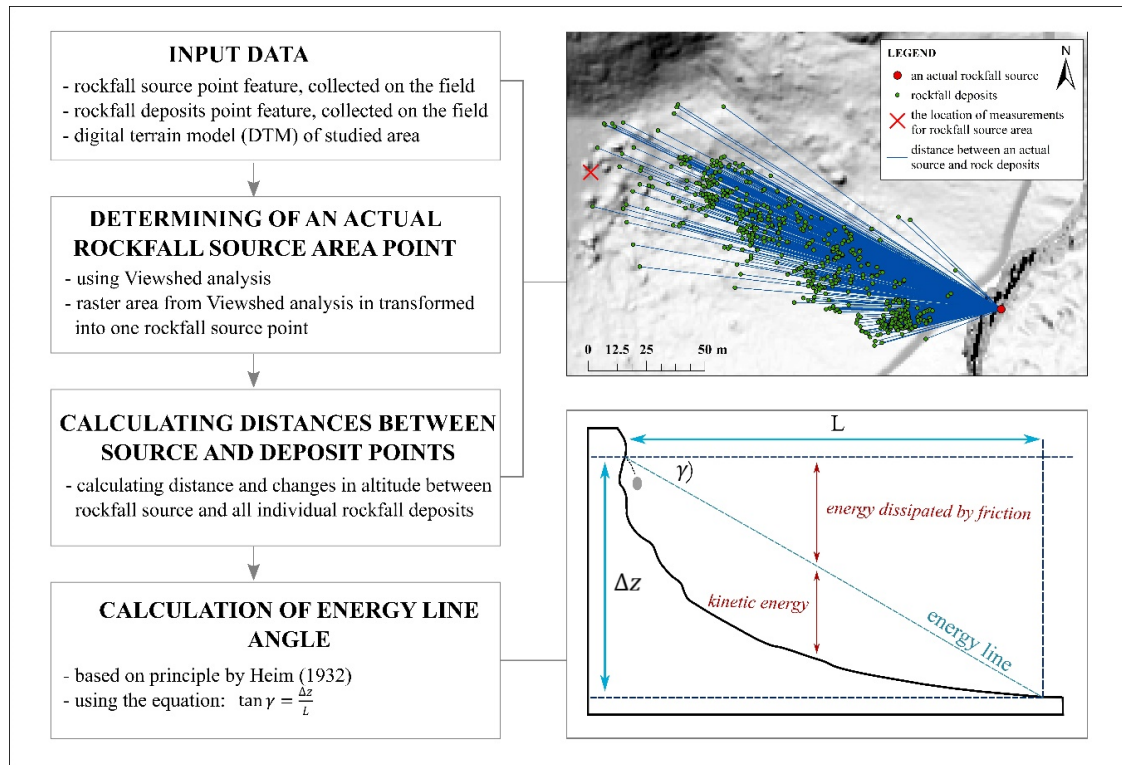 INPUT DATA
- rockfall source point feature, collected on the field
- rockfall deposits point feature, collected on the field
- digital terrain model (DTM) of studied area
DETERMINING OF AN ACTUAL
ROCKFALL SOURCE AREA POINT
- using Viewshed analysis
- raster area from Viewshed analysis in transformed
into one rockfall source point
CALCULATING DISTANCES BETWEEN
SOURCE AND DEPOSIT POINTS
- calculating distance and changes in altitude between
rockfall source and all individual rockfall deposits
CALCULATION OF ENERGY LINE
ANGLE
- based on principle by Heim (1932)
- using the equation: tan γ = Δz/L
LEGEND
N
an actual rockfall source
rockfall deposits
the location of measurements
for rockfall source area
distance between an actual
source and rock deposits
0 12.5 25 50 m
L
γ)
energy dissipated by friction
Δz
kinetic energy
energy line